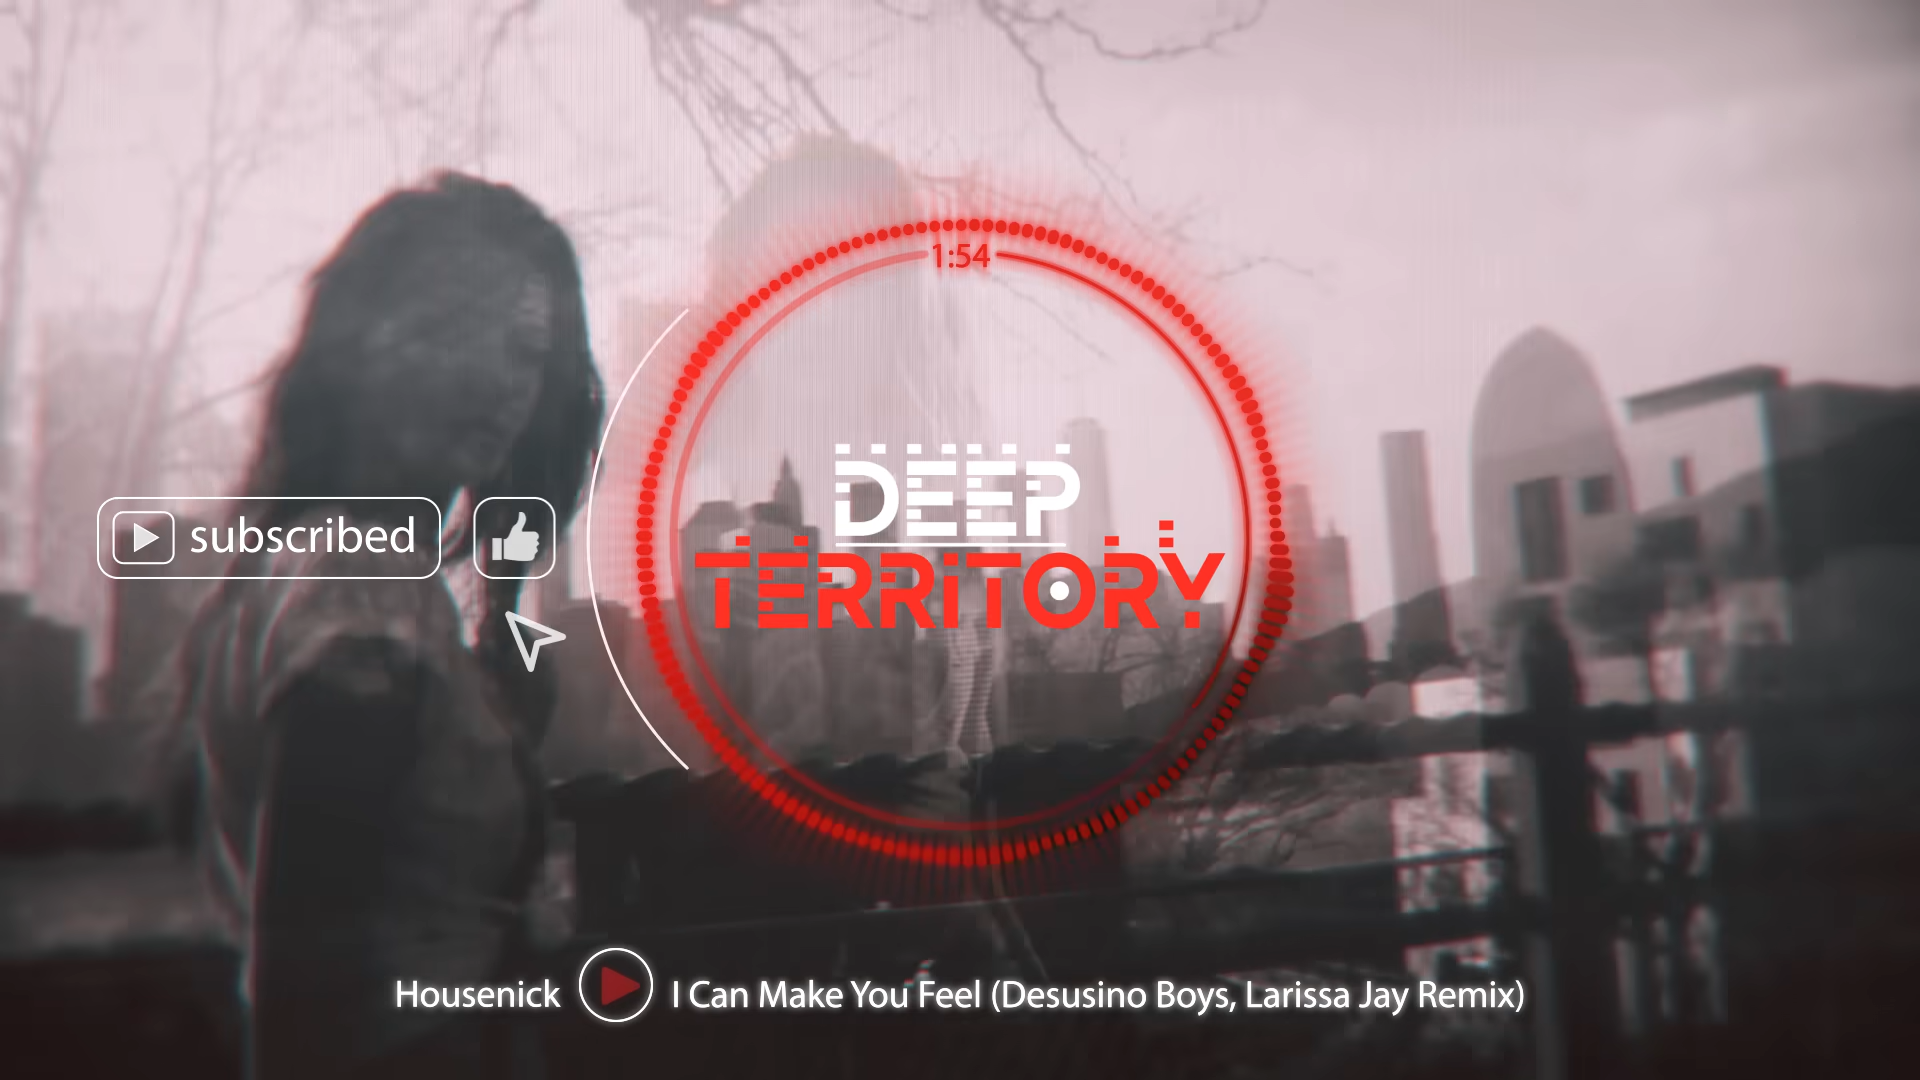 1:54
DEEP
TERRiTORY
subscribed
Housenick
I Can Make You Feel (Desusino Boys, Larissa Jay Remix)